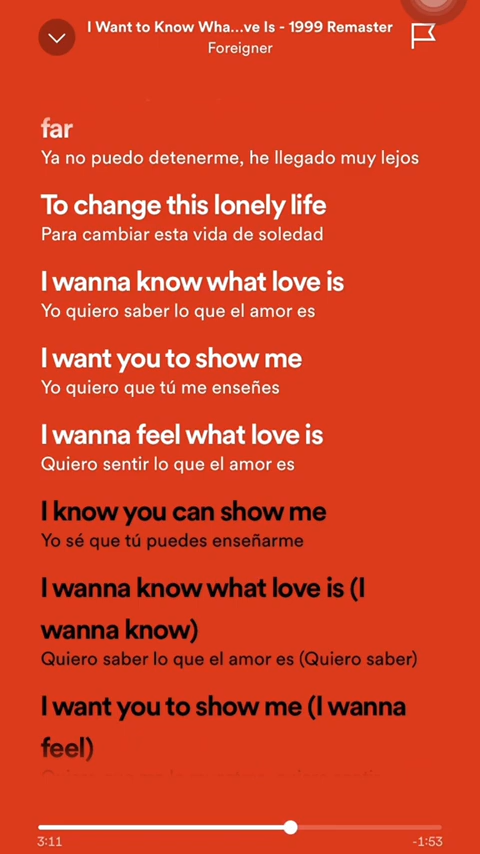 I Want to Know Wha...ve Is - 1999 Remaster
Foreigner
far
Ya no puedo detenerme, he llegado muy lejos
To change this lonely life
Para cambiar esta vida de soledad
I wanna know what love is
Yo quiero saber lo que el amor es
I want you to show me
Yo quiero que tú me enseñes
I wanna feel what love is
Quiero sentir lo que el amor es
I know you can show me
Yo sé que tú puedes enseñarme
I wanna know what love is (I
wanna know)
Quiero saber lo que el amor es (Quiero saber)
I want you to show me (I wanna
feel)
3:11
-1:53